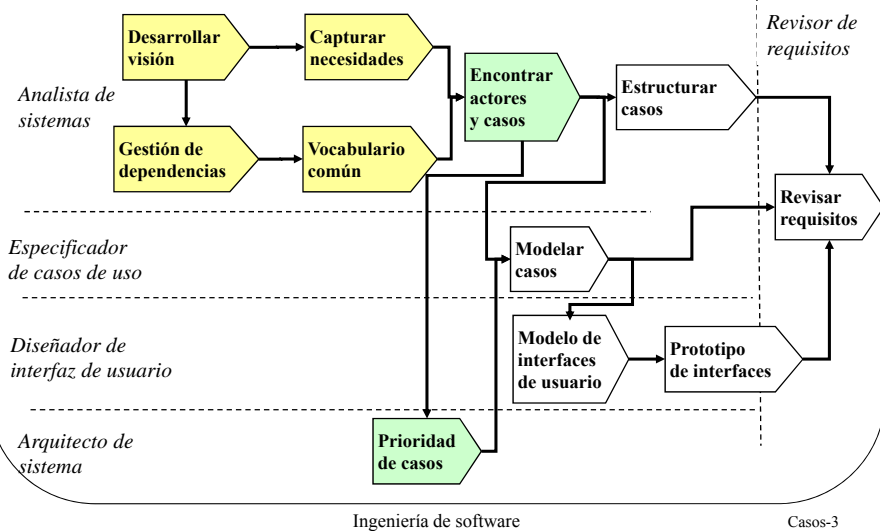 Revisor de
requisitos
Desarrollar
visión
Capturar
necesidades
Encontrar
actores
y casos
Estructurar
casos
Analista de
sistemas
Gestión de
dependencias
Vocabulario
común
Revisar
requisitos
Especificador
de casos de uso
Modelar
casos
Diseñador de
interfaz de usuario
Modelo de
interfaces
de usuario
Prototipo
de interfaces
Arquitecto de
sistema
Prioridad
de casos
Ingeniería de software
Casos-3